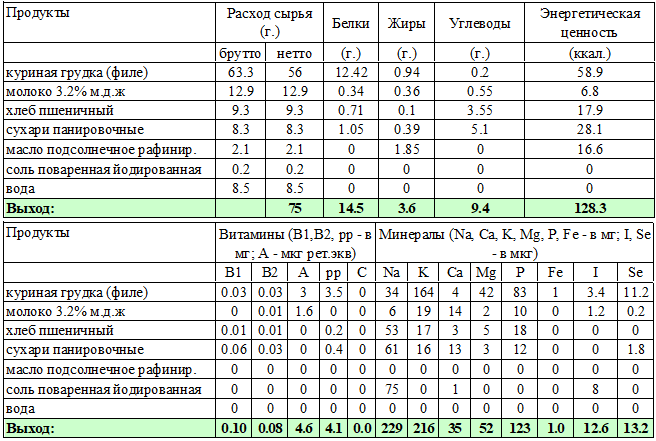 Продукты Расход сырья (г.) Белки Жиры Углеводы Энергетическая ценность
брутто нетто (г.) (г.) (г.) (ккал.)
куриная грудка (филе) 63.3 56 12.42 0.94 0.2 58.9
молоко 3.2% м.д.ж 12.9 12.9 0.34 0.36 0.55 6.8
хлеб пшеничный 9.3 9.3 0.71 0.1 3.55 17.9
сухари панировочные 8.3 8.3 1.05 0.39 5.1 28.1
масло подсолнечное рафинир. 2.1 2.1 0 1.85 0 16.6
соль поваренная йодированная 0.2 0.2 0 0 0 0
вода 8.5 8.5 0 0 0 0
Выход: 75 14.5 3.6 9.4 128.3
Продукты Витамины (B1,B2, pp - в мг; A - мкг рет.экв) Минералы (Na, Ca, K, Mg, P, Fe - в мг; I, Se - в мкг)
B1 B2 A pp C Na K Ca Mg P Fe I Se
куриная грудка (филе) 0.03 0.03 3 3.5 0 34 164 4 42 83 1 3.4 11.2
молоко 3.2% м.д.ж 0 0.01 1.6 0 0 6 19 14 2 10 0 1.2 0.2
хлеб пшеничный 0.01 0.01 0 0.2 0 53 17 3 5 18 0 0 0
сухари панировочные 0.06 0.03 0 0.4 0 61 16 13 3 12 0 0 1.8
масло подсолнечное рафинир. 0 0 0 0 0 0 0 0 0 0 0 0 0
соль поваренная йодированная 0 0 0 0 0 75 0 1 0 0 0 8 0
вода 0 0 0 0 0 0 0 0 0 0 0 0 0
Выход: 0.10 0.08 4.6 4.1 0.0 229 216 35 52 123 1.0 12.6 13.2